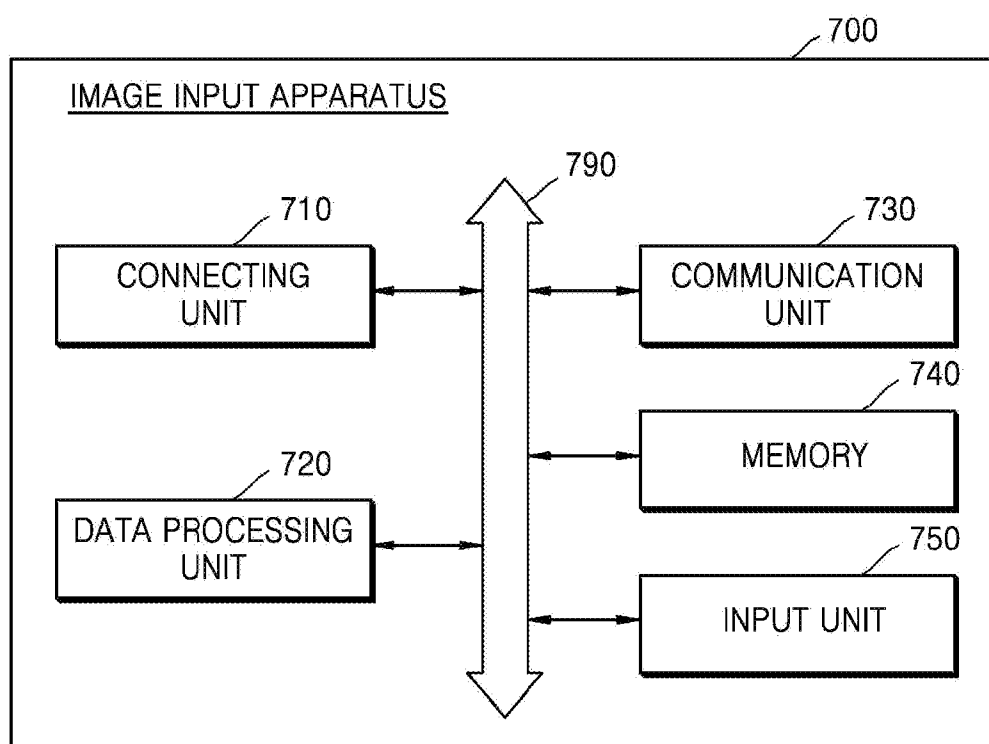 700
IMAGE INPUT APPARATUS
790
710
CONNECTING
UNIT
730
COMMUNICATION
UNIT
740
MEMORY
720
DATA PROCESSING
UNIT
750
INPUT UNIT